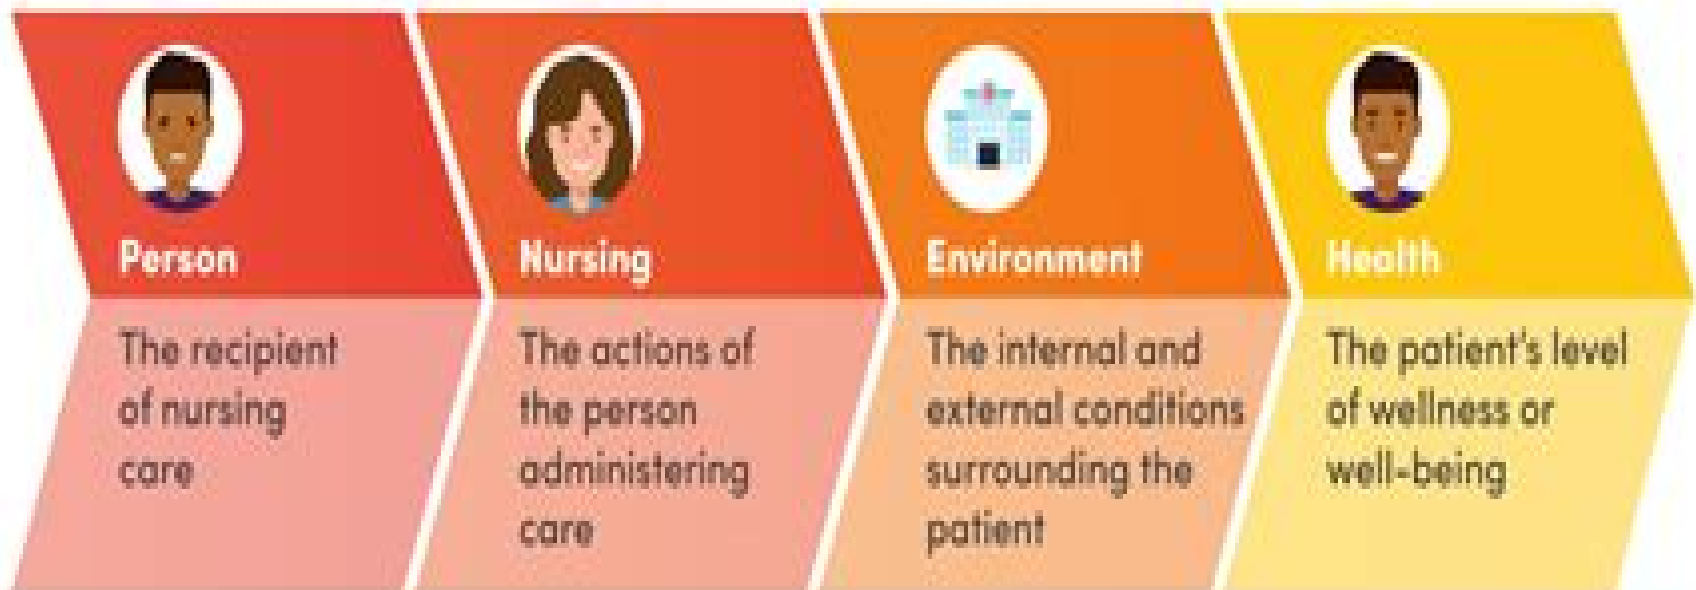 Person
The recipient
of nursing
care
Nursing
The actions of
the person
administering
care
Environment
The internal and
external conditions
surrounding the
patient
Health
The patient's level
of wellness or
well-being